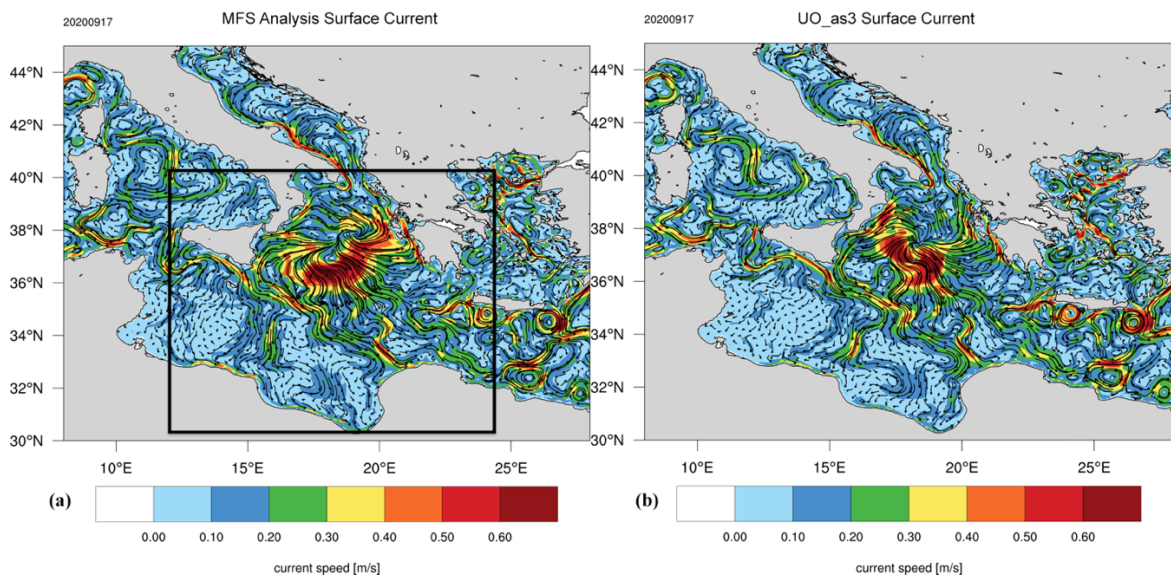 20200917 MFS Analysis Surface Current
44°N
42°N
40°N
38°N
36°N
34°N
32°N
30°N
10°E 15°E 20°E 25°E
(a)
0.00 0.10 0.20 0.30 0.40 0.50 0.60
current speed [m/s]
20200917 UO_as3 Surface Current
44°N
42°N
40°N
38°N
36°N
34°N
32°N
30°N
10°E 15°E 20°E 25°E
(b)
0.00 0.10 0.20 0.30 0.40 0.50 0.60
current speed [m/s]